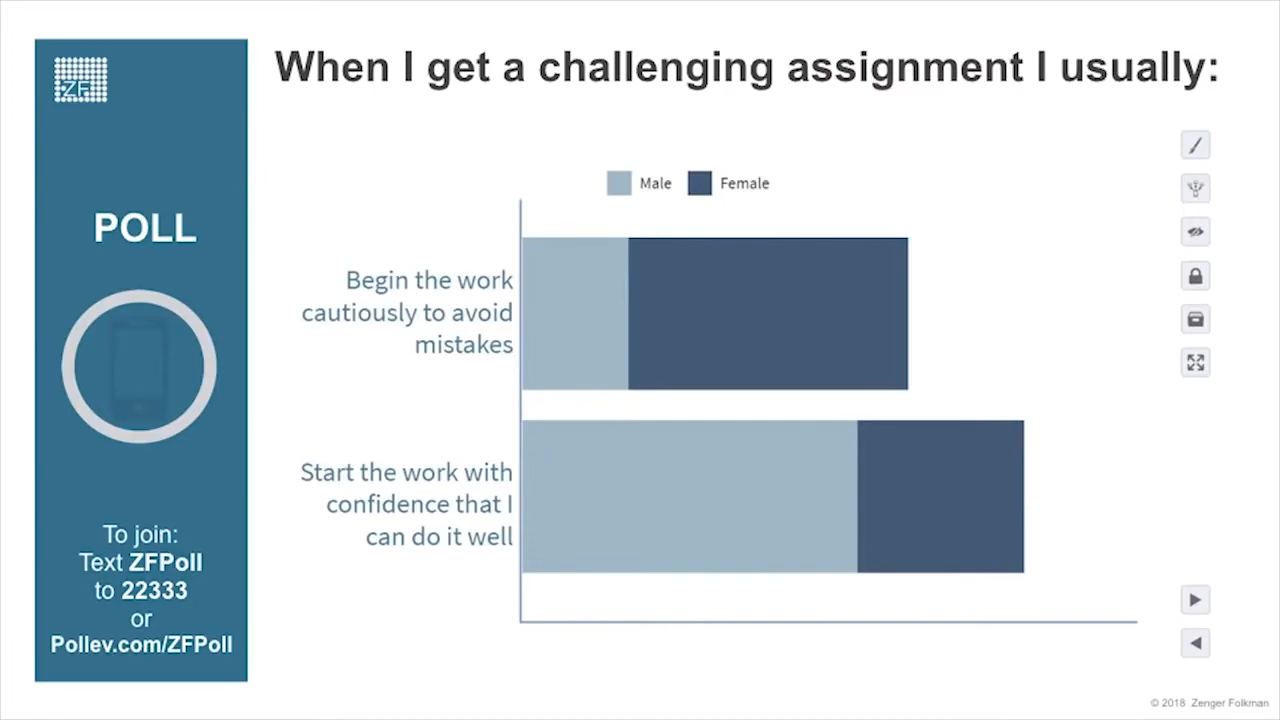 When I get a challenging assignment I usually:
ZF
POLL
To join:
Text ZFPoll
to 22333
or
Pollev.com/ZFPoll
Male Female
Begin the work
cautiously to avoid
mistakes
Start the work with
confidence that I
can do it well
© 2018 Zenger Folkman